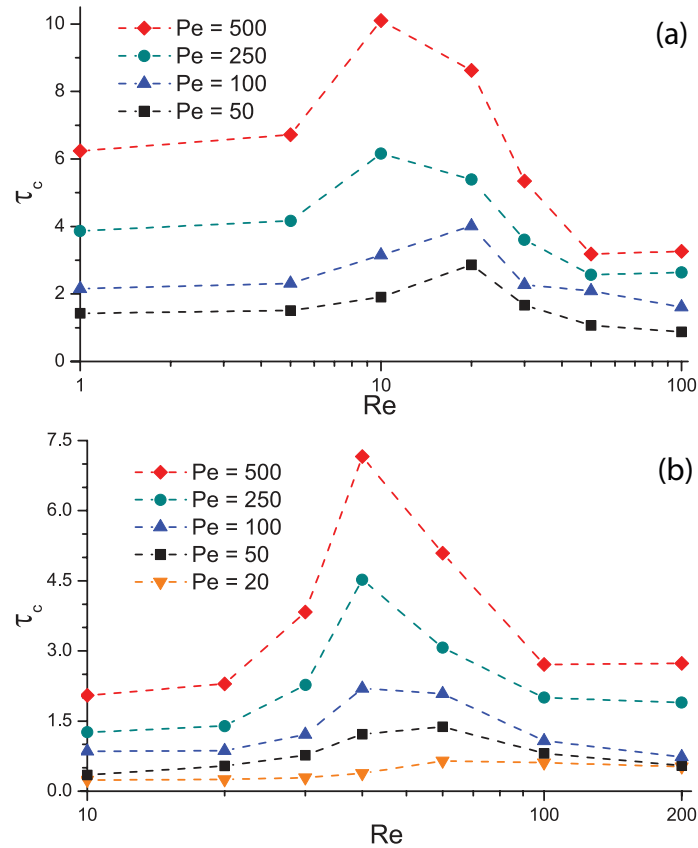 (a)
Pe = 500
Pe = 250
Pe = 100
Pe = 50
10
8
6
4
2
0
τc
1
10
100
Re
(b)
Pe = 500
Pe = 250
Pe = 100
Pe = 50
Pe = 20
7.5
6.0
4.5
3.0
1.5
0.0
τc
10
100
200
Re